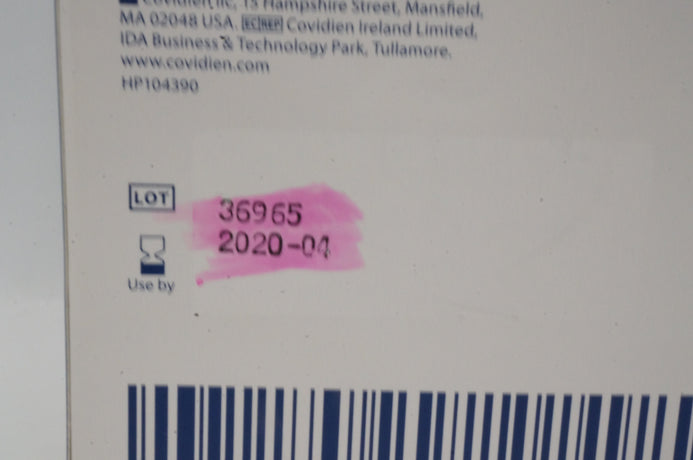 Covidien llc, 15 Hampshire Street, Mansfield,
MA 02048 USA. EC REP Covidien Ireland Limited,
IDA Business & Technology Park, Tullamore.
www.covidien.com
HP104390
LOT 36965
2020-04
Use by